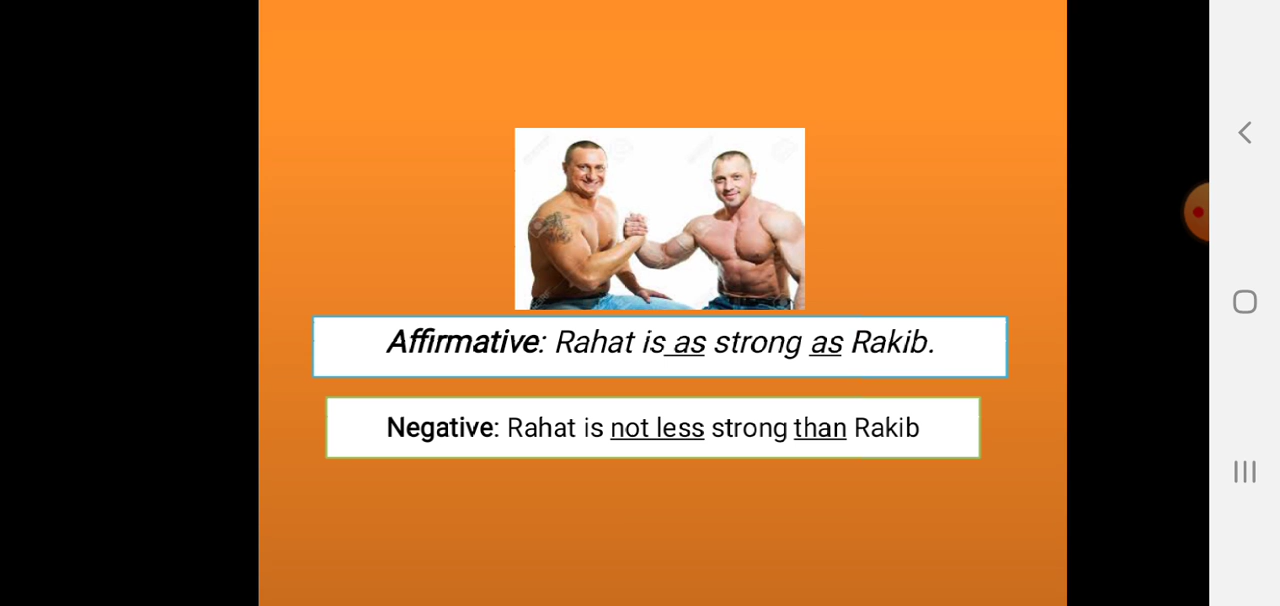 Affirmative: Rahat is as strong as Rakib.
Negative: Rahat is not less strong than Rakib